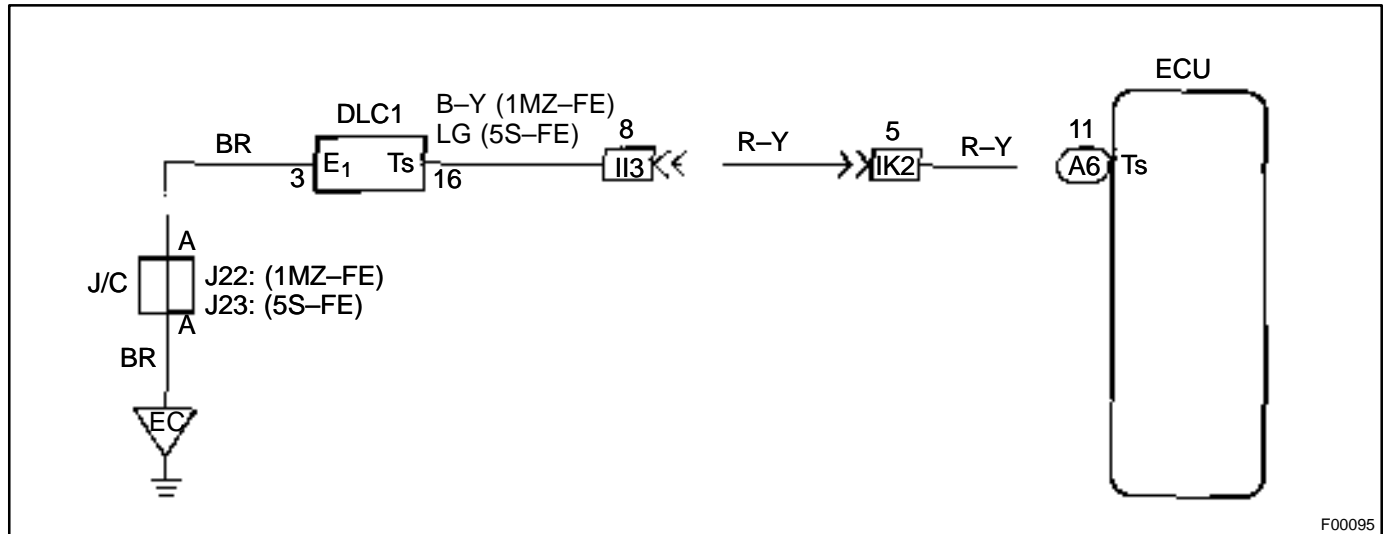 ECU
DLC1
B–Y (1MZ–FE)
LG (5S–FE)
8
5
11
BR
E1
Ts
3
16
II3
R–Y
IK2
R–Y
A6
Ts
A
J/C
J22: (1MZ–FE)
J23: (5S–FE)
A
BR
EC
F00095